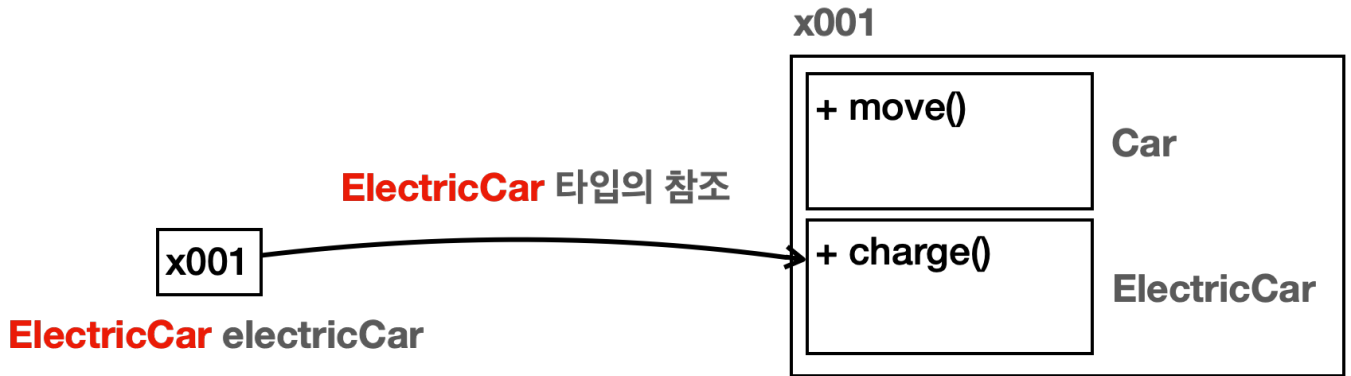 x001
+ move()
Car
ElectricCar 타입의 참조
x001
+ charge()
ElectricCar
ElectricCar electricCar